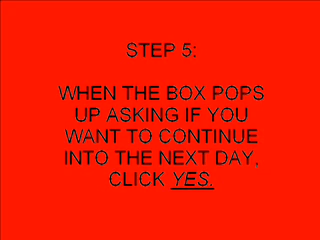 STEP 5:
WHEN THE BOX POPS
UP ASKING IF YOU
WANT TO CONTINUE
INTO THE NEXT DAY,
CLICK YES.